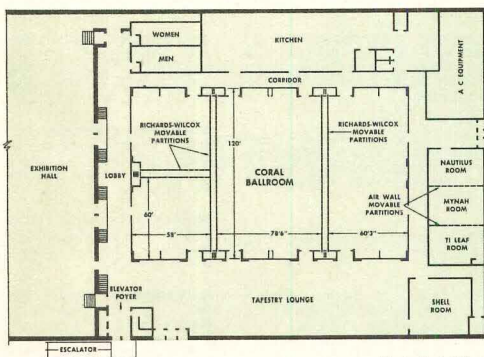 WOMEN
MEN
KITCHEN
A C EQUIPMENT
CORRIDOR
RICHARDS-WILCOX
MOVABLE
PARTITIONS
120'
RICHARDS-WILCOX
MOVABLE
PARTITIONS
EXHIBITION
HALL
LOBBY
CORAL
BALLROOM
NAUTILUS
ROOM
AIR WALL
MOVABLE
PARTITIONS
MYNAH
ROOM
60'
58'
78'6"
60'3"
TI LEAF
ROOM
ELEVATOR
FOYER
TAPESTRY LOUNGE
SHELL
ROOM
ESCALATOR